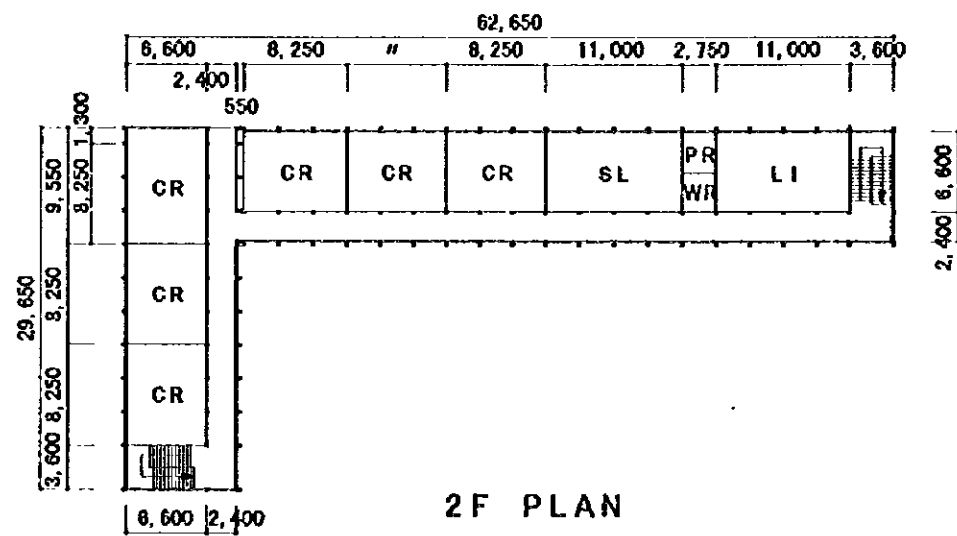 62,650
6,600 8,250 〃 8,250 11,000 2,750 11,000 3,600
2,400
550
1,300
9,550
8,250
29,650
8,250
8,250
3,600
CR CR CR CR SL PR LI
WR
CR
CR
6,600
2,400
6,600 2,400
2F PLAN